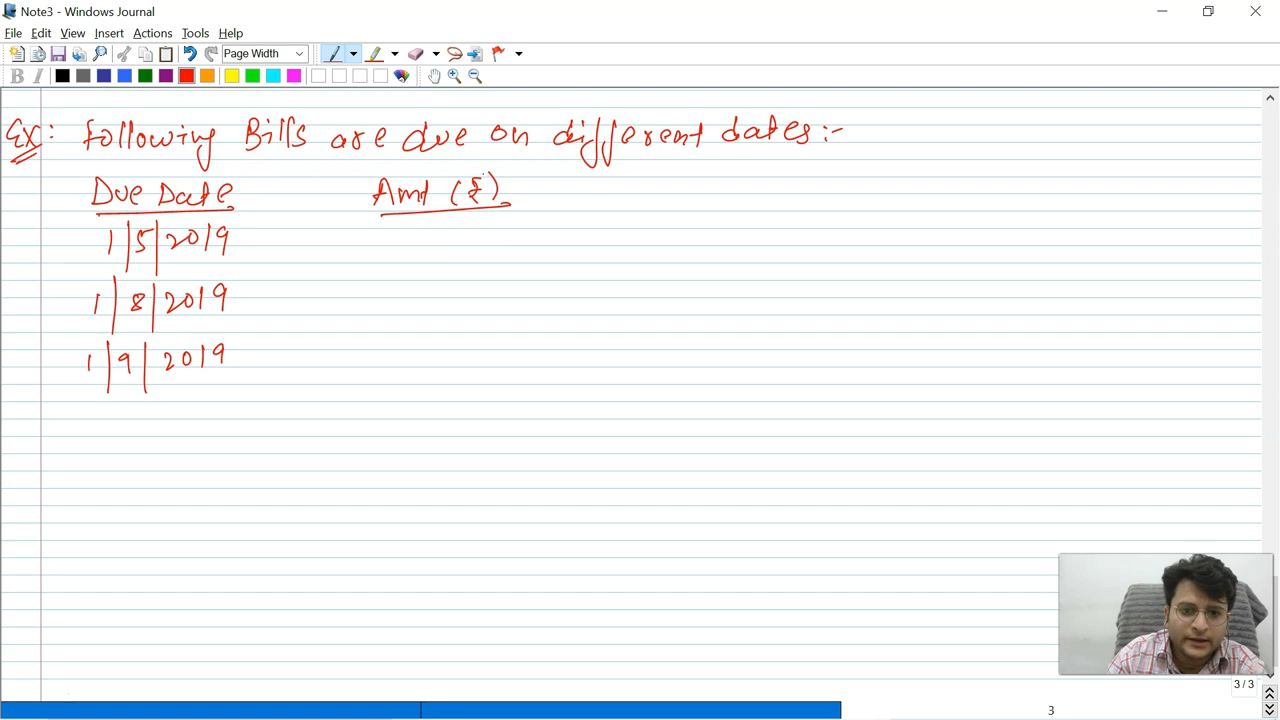 Note3 - Windows Journal
File Edit View Insert Actions Tools Help
Page Width
B I
Ex: Following Bills are due on different dates:-
Due Date Amt (₹)
1|5|2019
1|8|2019
1|9|2019
3 / 3
3